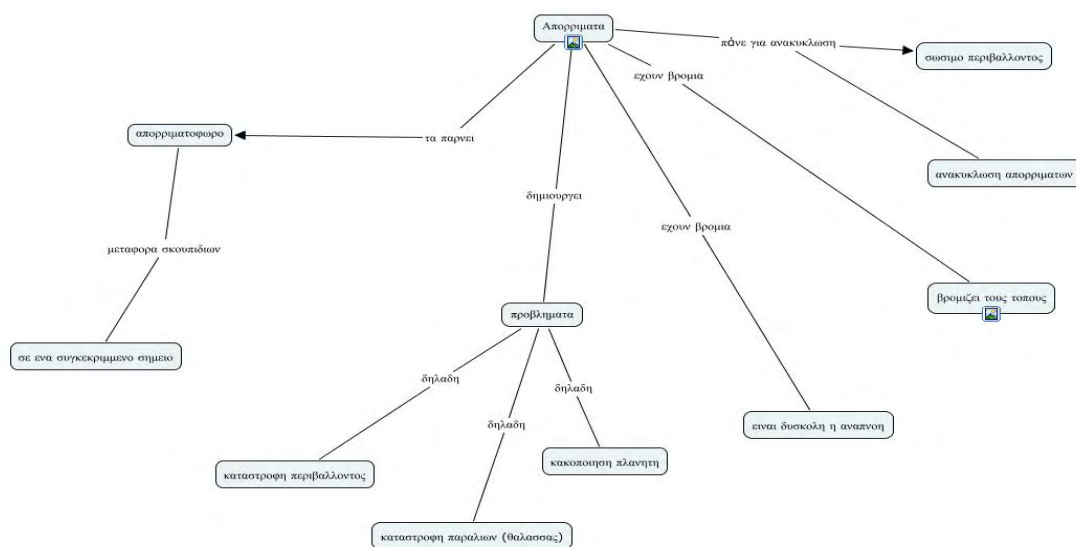 Απορριματα
πάνε για ανακυκλωση
σωσιμο περιβαλλοντος
εχουν βρομια
απορριματοφωρο
τα παρνει
ανακυκλωση απορριματων
δημιουργει
εχουν βρομια
μεταφορα σκουπιδιων
βρομιζει τους τοπους
προβληματα
σε ενα συγκεκριμμενο σημειο
δηλαδη
δηλαδη
δηλαδη
ειναι δυσκολη η αναπνοη
κακοποιηση πλανητη
καταστροφη περιβαλλοντος
καταστροφη παραλιων (θαλασσας)